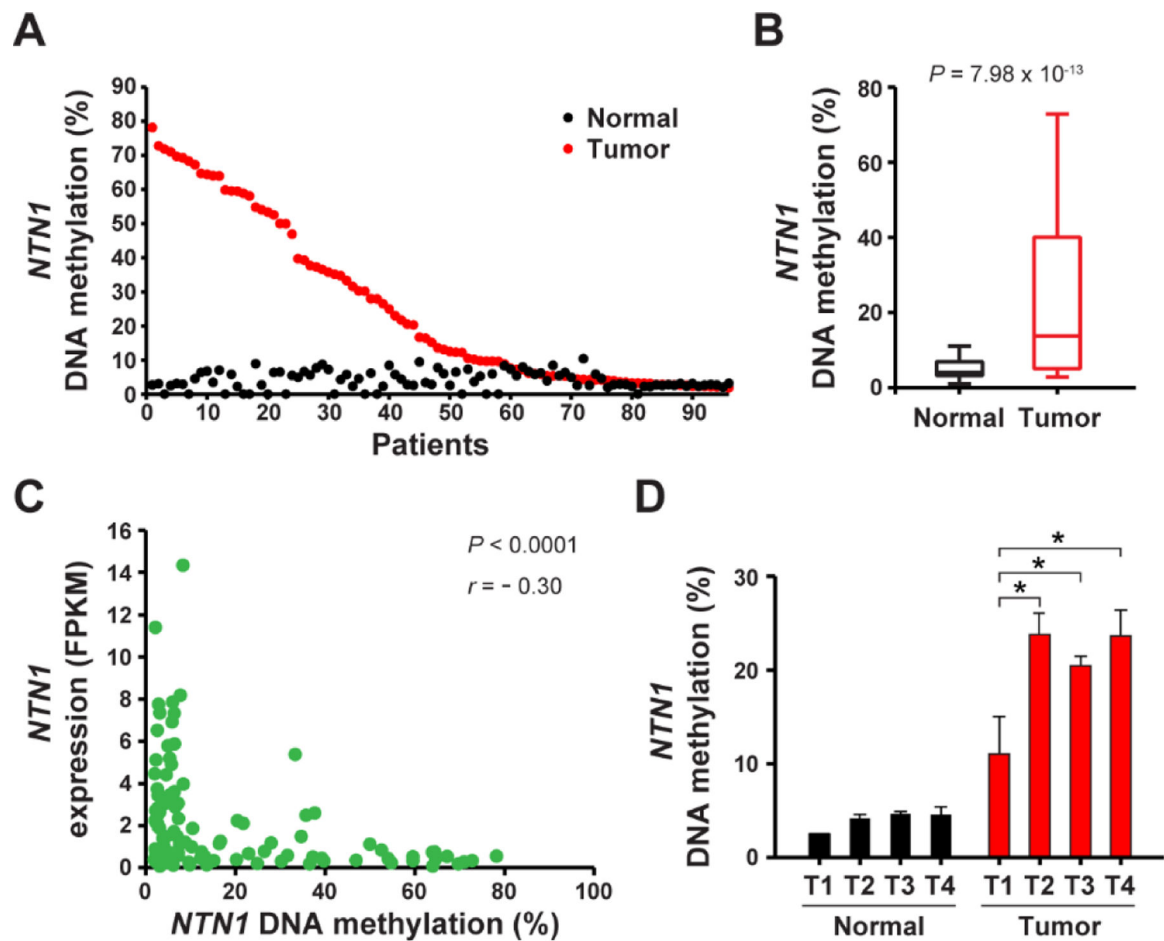 A
NTN1
DNA methylation (%)
90
80
70
60
50
40
30
20
10
0
0 10 20 30 40 50 60 70 80 90
Patients
Normal
Tumor
B
P = 7.98 x 10-13
NTN1
DNA methylation (%)
80
60
40
20
0
Normal Tumor
C
NTN1
expression (FPKM)
16
14
12
10
8
6
4
2
0
0 20 40 60 80 100
NTN1 DNA methylation (%)
P < 0.0001
r = − 0.30
D
NTN1
DNA methylation (%)
30
20
10
0
*
*
*
T1 T2 T3 T4 T1 T2 T3 T4
Normal Tumor